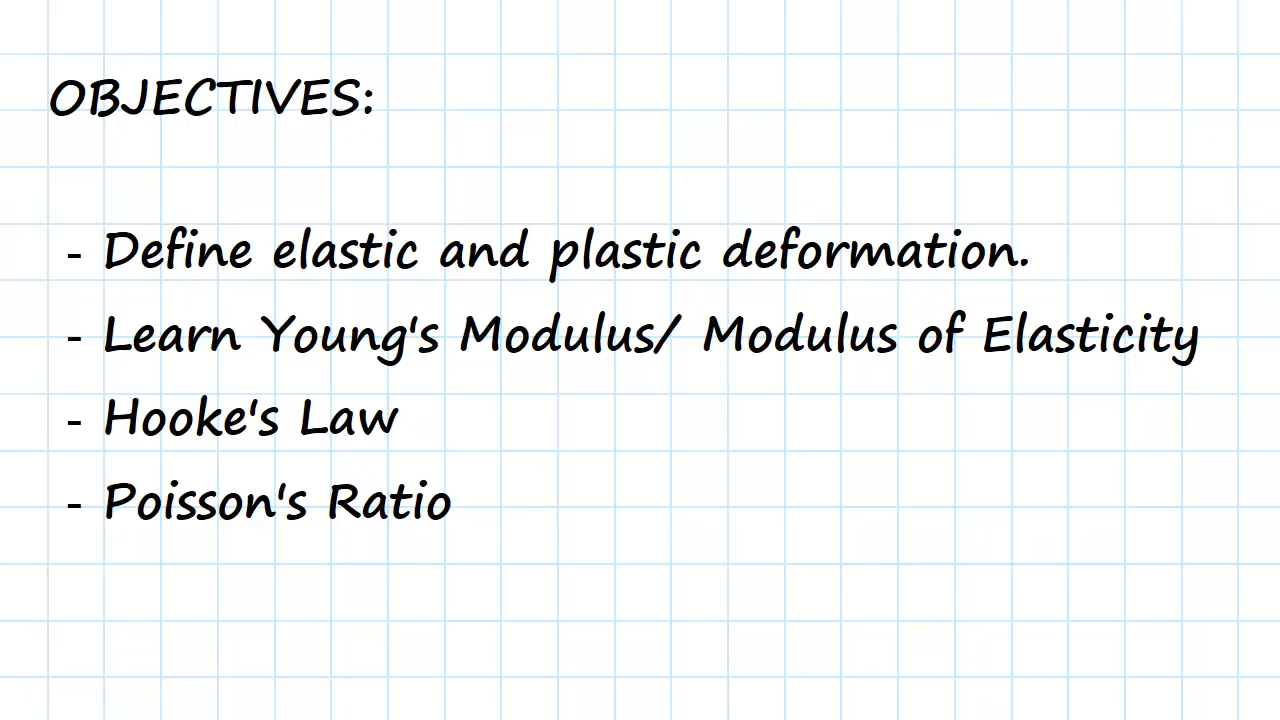 OBJECTIVES:
- Define elastic and plastic deformation.
- Learn Young's Modulus/ Modulus of Elasticity
- Hooke's Law
- Poisson's Ratio